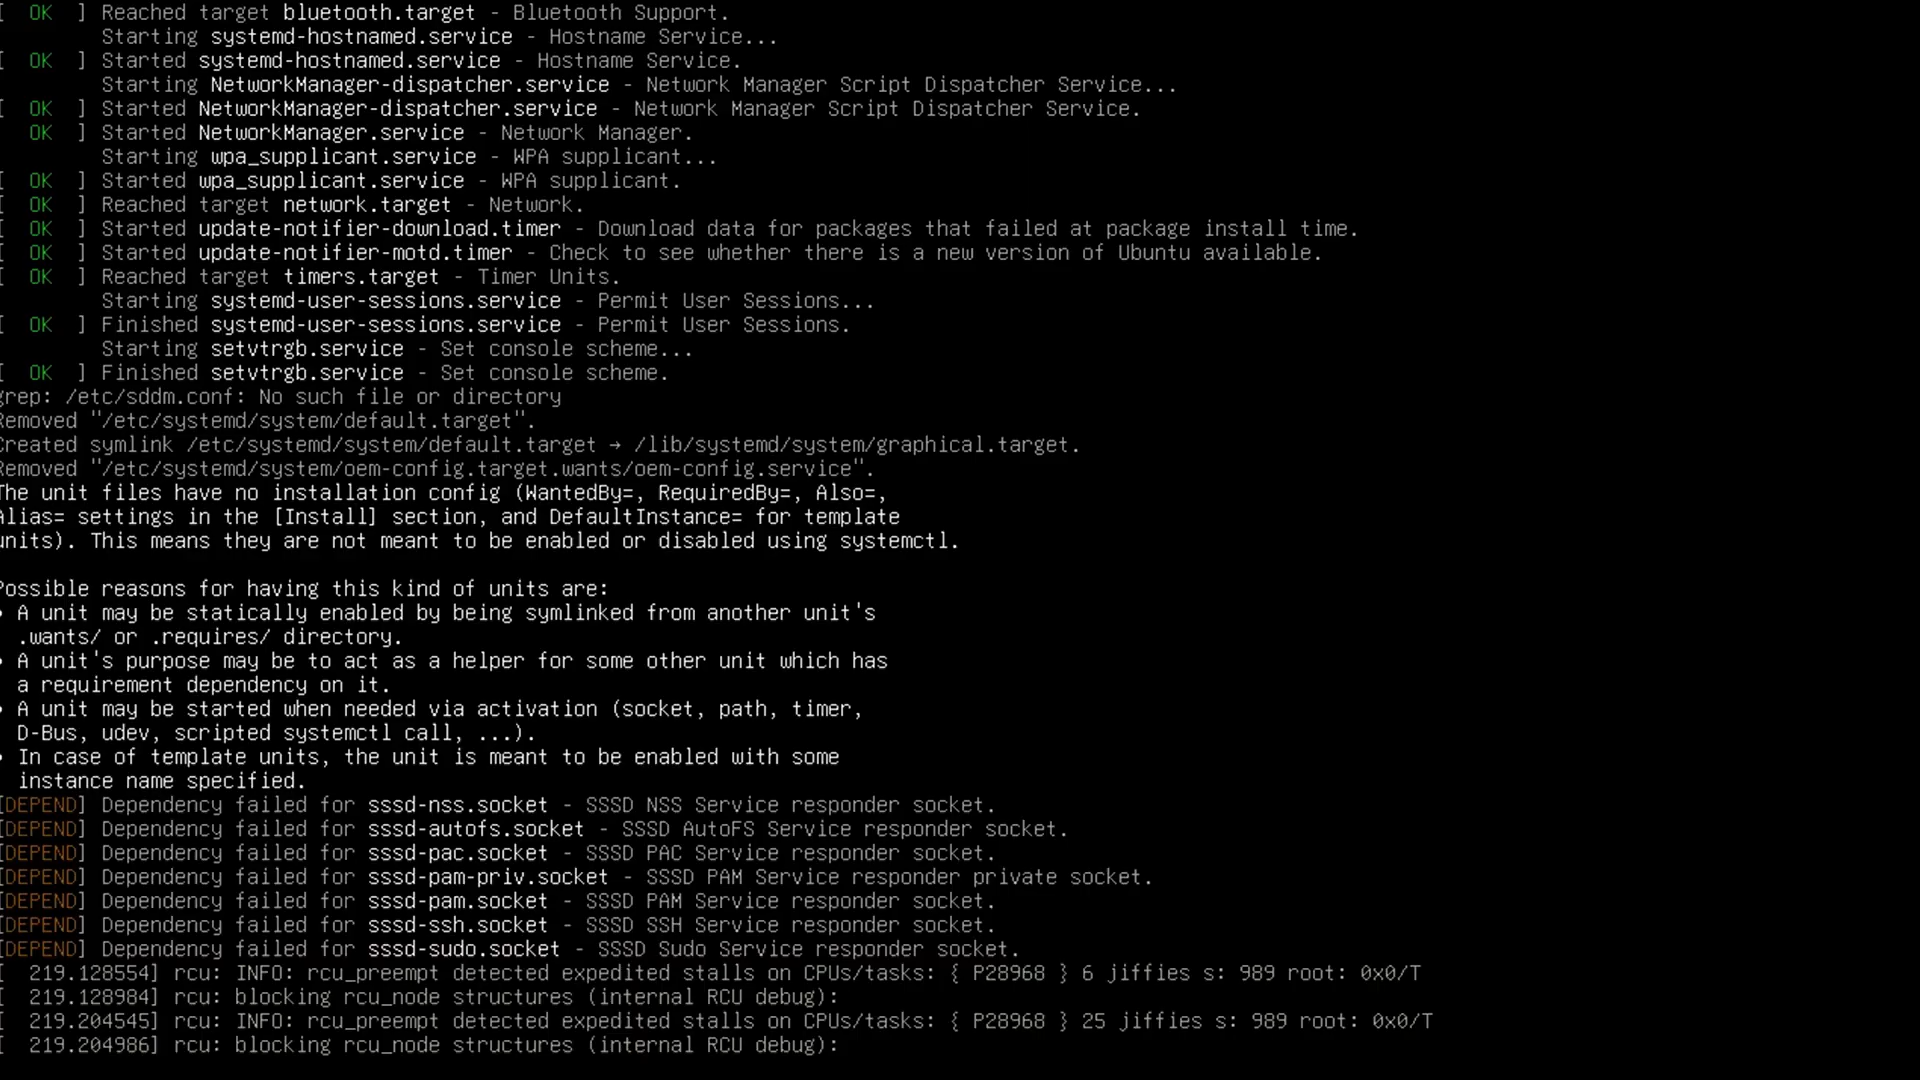 [  OK  ] Reached target bluetooth.target - Bluetooth Support.
Starting systemd-hostnamed.service - Hostname Service...
[  OK  ] Started systemd-hostnamed.service - Hostname Service.
Starting NetworkManager-dispatcher.service - Network Manager Script Dispatcher Service...
[  OK  ] Started NetworkManager-dispatcher.service - Network Manager Script Dispatcher Service.
OK  ] Started NetworkManager.service - Network Manager.
Starting wpa_supplicant.service - WPA supplicant...
[  OK  ] Started wpa_supplicant.service - WPA supplicant.
[  OK  ] Reached target network.target - Network.
[  OK  ] Started update-notifier-download.timer - Download data for packages that failed at package install time.
[  OK  ] Started update-notifier-motd.timer - Check to see whether there is a new version of Ubuntu available.
[  OK  ] Reached target timers.target - Timer Units.
Starting systemd-user-sessions.service - Permit User Sessions...
[  OK  ] Finished systemd-user-sessions.service - Permit User Sessions.
Starting setvtrgb.service - Set console scheme...
[  OK  ] Finished setvtrgb.service - Set console scheme.
grep: /etc/sddm.conf: No such file or directory
Removed "/etc/systemd/system/default.target".
Created symlink /etc/systemd/system/default.target → /lib/systemd/system/graphical.target.
Removed "/etc/systemd/system/oem-config.target.wants/oem-config.service".
The unit files have no installation config (WantedBy=, RequiredBy=, Also=,
Alias= settings in the [Install] section, and DefaultInstance= for template
units). This means they are not meant to be enabled or disabled using systemctl.
Possible reasons for having this kind of units are:
• A unit may be statically enabled by being symlinked from another unit's
.wants/ or .requires/ directory.
• A unit's purpose may be to act as a helper for some other unit which has
a requirement dependency on it.
• A unit may be started when needed via activation (socket, path, timer,
D-Bus, udev, scripted systemctl call, ...).
• In case of template units, the unit is meant to be enabled with some
instance name specified.
[DEPEND] Dependency failed for sssd-nss.socket - SSSD NSS Service responder socket.
[DEPEND] Dependency failed for sssd-autofs.socket - SSSD AutoFS Service responder socket.
[DEPEND] Dependency failed for sssd-pac.socket - SSSD PAC Service responder socket.
[DEPEND] Dependency failed for sssd-pam-priv.socket - SSSD PAM Service responder private socket.
[DEPEND] Dependency failed for sssd-pam.socket - SSSD PAM Service responder socket.
[DEPEND] Dependency failed for sssd-ssh.socket - SSSD SSH Service responder socket.
[DEPEND] Dependency failed for sssd-sudo.socket - SSSD Sudo Service responder socket.
[  219.128554] rcu: INFO: rcu_preempt detected expedited stalls on CPUs/tasks: { P28968 } 6 jiffies s: 989 root: 0x0/T
[  219.128984] rcu: blocking rcu_node structures (internal RCU debug):
[  219.204545] rcu: INFO: rcu_preempt detected expedited stalls on CPUs/tasks: { P28968 } 25 jiffies s: 989 root: 0x0/T
[  219.204986] rcu: blocking rcu_node structures (internal RCU debug):